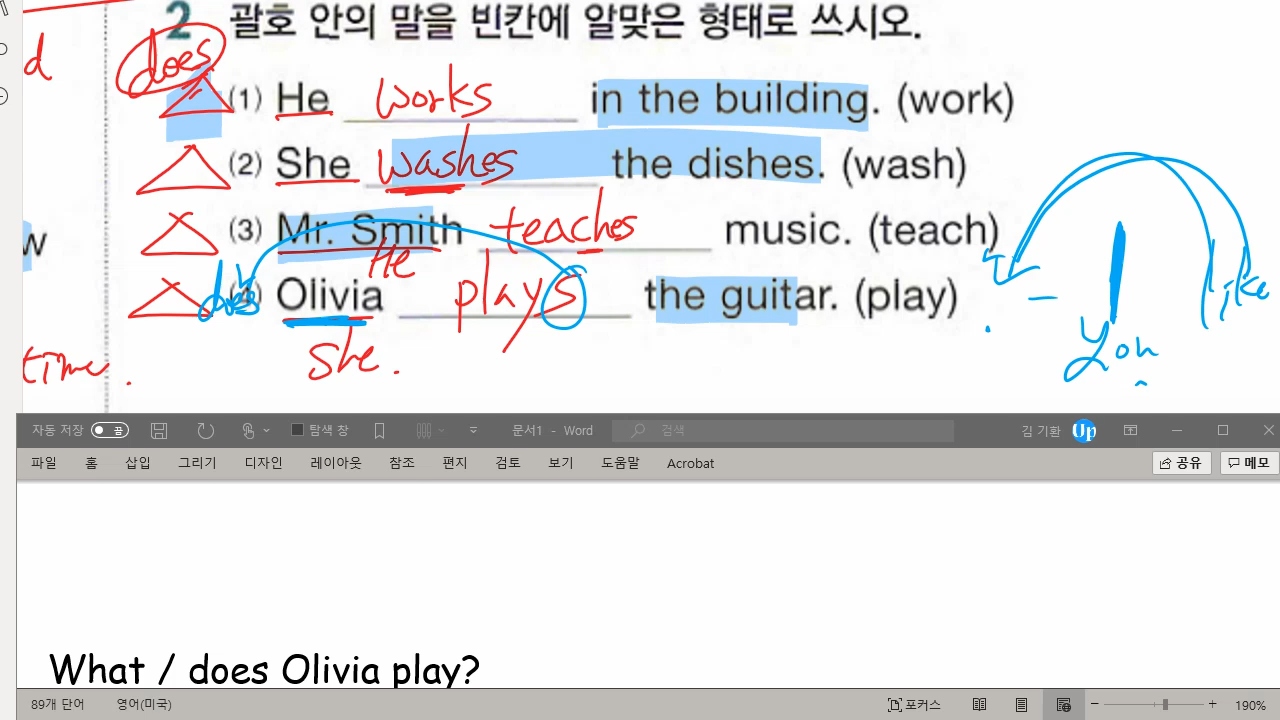 2 괄호 안의 말을 빈칸에 알맞은 형태로 쓰시오.
d does
(1) He works in the building. (work)
(2) She washes the dishes. (wash)
w (3) Mr. Smith teaches music. (teach)
He
does Olivia plays the guitar. (play)
like
You
She.
time.
자동 저장 끔 탐색 창 문서1 - Word 검색 김 기환 Up
파일 홈 삽입 그리기 디자인 레이아웃 참조 편지 검토 보기 도움말 Acrobat 공유 메모
What / does Olivia play?
89개 단어 영어(미국) 포커스 190%